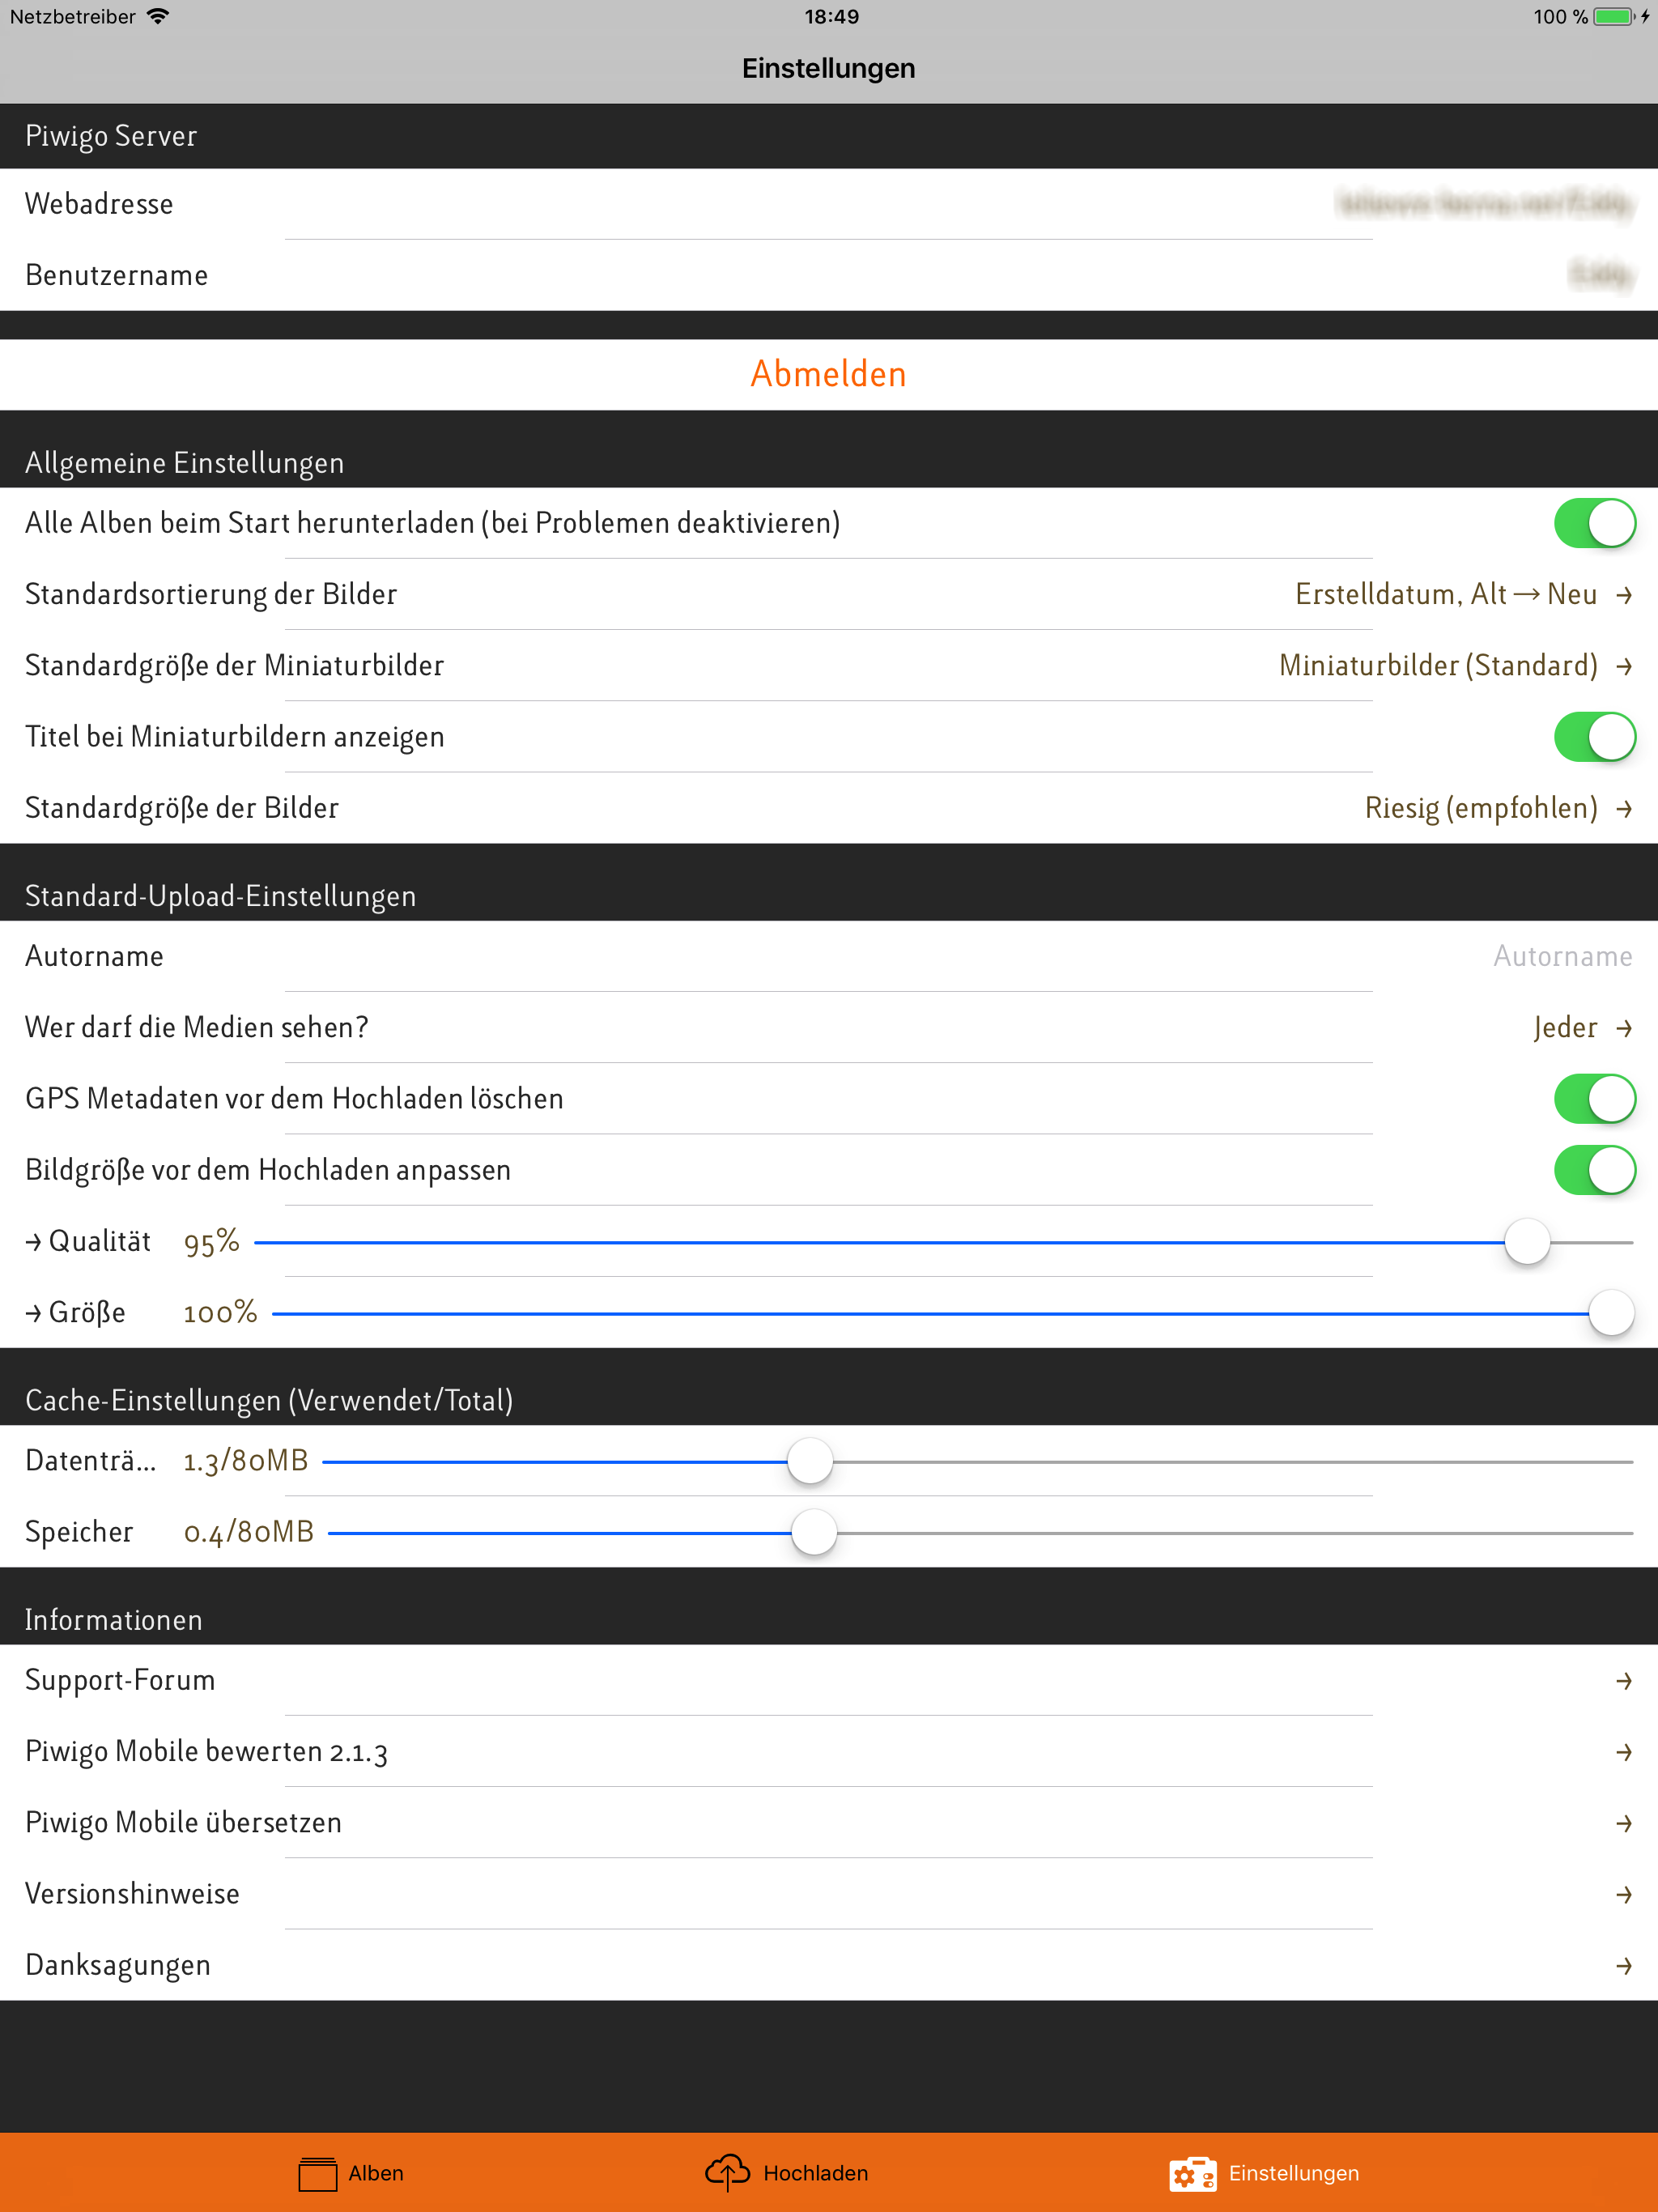 Netzbetreiber 18:49 100 %
Einstellungen
Piwigo Server
Webadresse
Benutzername
Abmelden
Allgemeine Einstellungen
Alle Alben beim Start herunterladen (bei Problemen deaktivieren)
Standardsortierung der Bilder Erstelldatum, Alt → Neu →
Standardgröße der Miniaturbilder Miniaturbilder (Standard) →
Titel bei Miniaturbildern anzeigen
Standardgröße der Bilder Riesig (empfohlen) →
Standard-Upload-Einstellungen
Autorname Autorname
Wer darf die Medien sehen? Jeder →
GPS Metadaten vor dem Hochladen löschen
Bildgröße vor dem Hochladen anpassen
→ Qualität 95%
→ Größe 100%
Cache-Einstellungen (Verwendet/Total)
Datenträ... 1.3/80MB
Speicher 0.4/80MB
Informationen
Support-Forum →
Piwigo Mobile bewerten 2.1.3 →
Piwigo Mobile übersetzen →
Versionshinweise →
Danksagungen →
Alben Hochladen Einstellungen